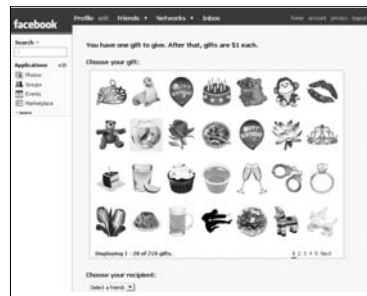 facebook
Profile edit Friends ▾ Networks ▾ Inbox
home account privacy logout
Search ▾
Applications edit
Photos
Groups
Events
Marketplace
You have one gift to give. After that, gifts are $1 each.
Choose your gift:
HAPPY BIRTHDAY
Displaying 1 - 28 of 218 gifts.
1 2 3 4 5 Next
Choose your recipient:
Select a friend: